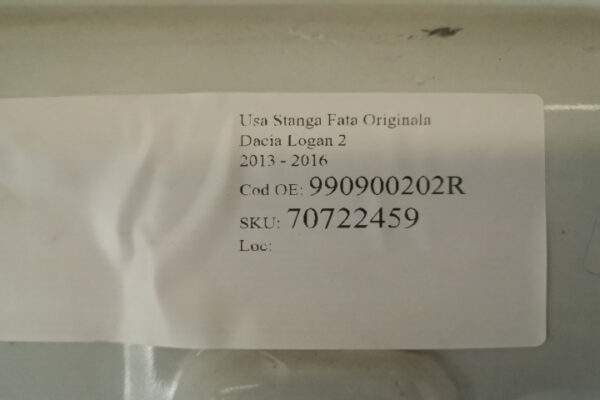 Usa Stanga Fata Originala
Dacia Logan 2
2013 - 2016
Cod OE: 990900202R
SKU: 70722459
Loc: